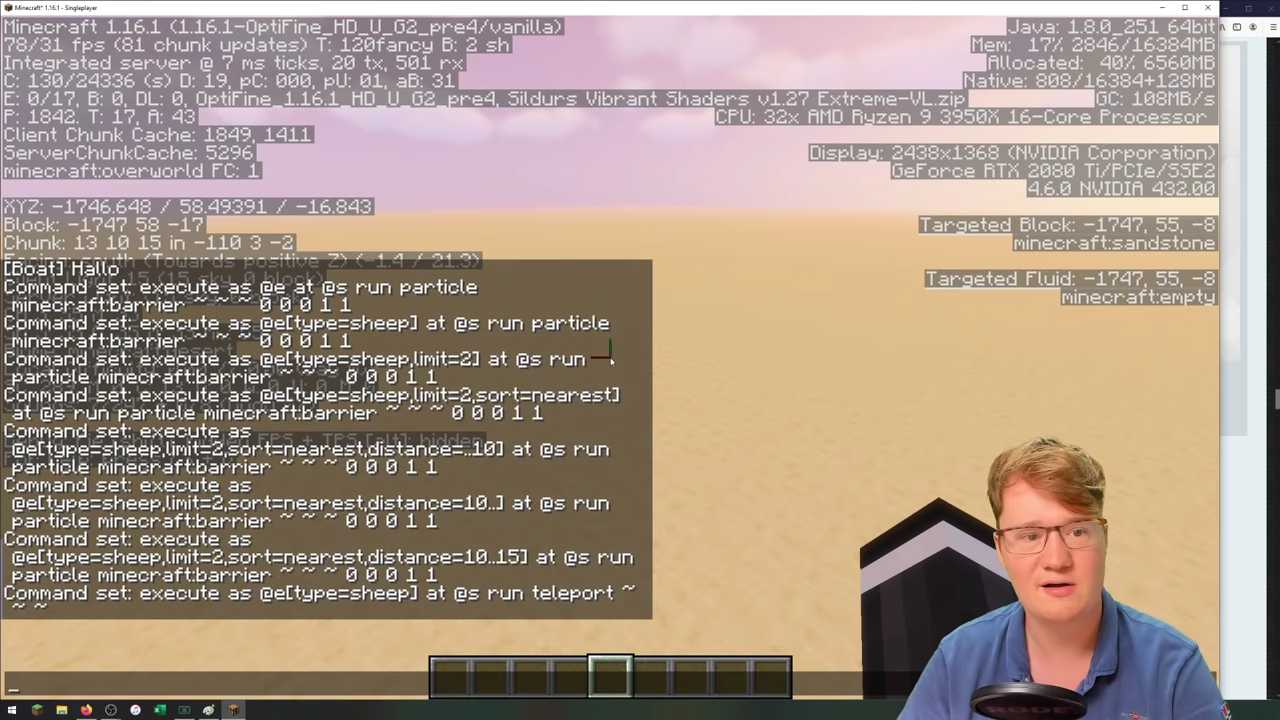 Minecraft* 1.16.1 - Singleplayer
Minecraft 1.16.1 (1.16.1-OptiFine_HD_U_G2_pre4/vanilla)
78/31 fps (81 chunk updates) T: 120fancy B: 2 sh
Integrated server @ 7 ms ticks, 20 tx, 501 rx
C: 130/24336 (s) D: 19, pC: 000, pU: 01, aB: 31
E: 0/17, B: 0, DL: 0, OptiFine_1.16.1_HD_U_G2_pre4, Sildurs Vibrant Shaders v1.27 Extreme-VL.zip
P: 1842. T: 17, A: 43
Client Chunk Cache: 1849, 1411
ServerChunkCache: 5296
minecraft:overworld FC: 1
XYZ: -1746.648 / 58.49391 / -16.843
Block: -1747 58 -17
Chunk: 13 10 15 in -110 3 -2
Facing: south (Towards positive Z) (-1.4 / 21.3)
Java: 1.8.0_251 64bit
Mem: 17% 2846/16384MB
Allocated: 40% 6560MB
Native: 808/16384+128MB
GC: 108MB/s
CPU: 32x AMD Ryzen 9 3950X 16-Core Processor
Display: 2438x1368 (NVIDIA Corporation)
GeForce RTX 2080 Ti/PCIe/SSE2
4.6.0 NVIDIA 432.00
Targeted Block: -1747, 55, -8
minecraft:sandstone
Targeted Fluid: -1747, 55, -8
minecraft:empty
[Boat] Hallo
Command set: execute as @e at @s run particle
minecraft:barrier ~ ~ ~ 0 0 0 1 1
Command set: execute as @e[type=sheep] at @s run particle
minecraft:barrier ~ ~ ~ 0 0 0 1 1
Command set: execute as @e[type=sheep,limit=2] at @s run
particle minecraft:barrier ~ ~ ~ 0 0 0 1 1
Command set: execute as @e[type=sheep,limit=2,sort=nearest]
at @s run particle minecraft:barrier ~ ~ ~ 0 0 0 1 1
Command set: execute as
@e[type=sheep,limit=2,sort=nearest,distance=..10] at @s run
particle minecraft:barrier ~ ~ ~ 0 0 0 1 1
Command set: execute as
@e[type=sheep,limit=2,sort=nearest,distance=10..] at @s run
particle minecraft:barrier ~ ~ ~ 0 0 0 1 1
Command set: execute as
@e[type=sheep,limit=2,sort=nearest,distance=10..15] at @s run
particle minecraft:barrier ~ ~ ~ 0 0 0 1 1
Command set: execute as @e[type=sheep] at @s run teleport ~
~ ~
_
RODE